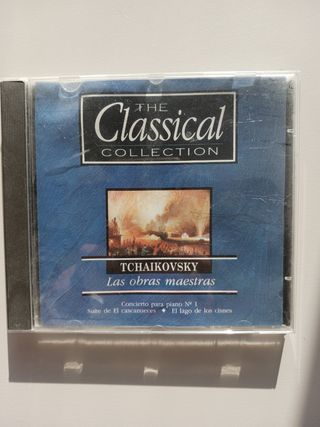 THE
Classical
COLLECTION
TCHAIKOVSKY
Las obras maestras
Concierto para piano Nº 1
Suite de El cascanueces ♦ El lago de los cisnes